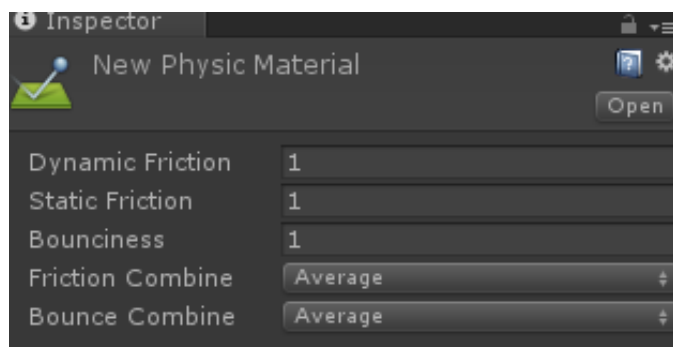 Inspector
New Physic Material
Open
Dynamic Friction 1
Static Friction 1
Bounciness 1
Friction Combine Average
Bounce Combine Average